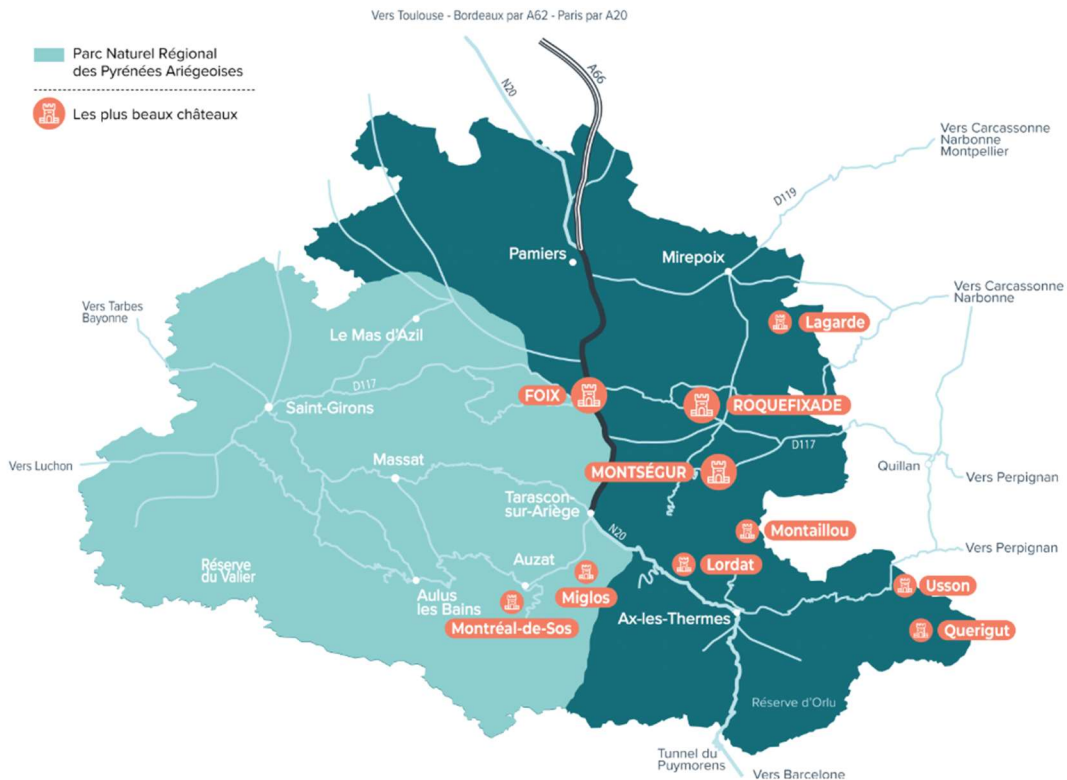 Vers Toulouse - Bordeaux par A62 - Paris par A20
Parc Naturel Régional
des Pyrénées Ariégeoises
Les plus beaux châteaux
N20
A66
Vers Carcassonne
Narbonne
Montpellier
D119
Pamiers
Mirepoix
Vers Carcassonne
Narbonne
Vers Tarbes
Bayonne
Le Mas d'Azil
Lagarde
D117
Saint-Girons
FOIX
ROQUEFIXADE
D117
Vers Luchon
Massat
MONTSÉGUR
Quillan
Vers Perpignan
Tarascon-
sur-Ariège
N20
Montaillou
Vers Perpignan
Réserve
du Valier
Auzat
Lordat
Aulus
les Bains
Miglos
Usson
Montréal-de-Sos
Ax-les-Thermes
Querigut
Réserve d'Orlu
Tunnel du
Puymorens
Vers Barcelone